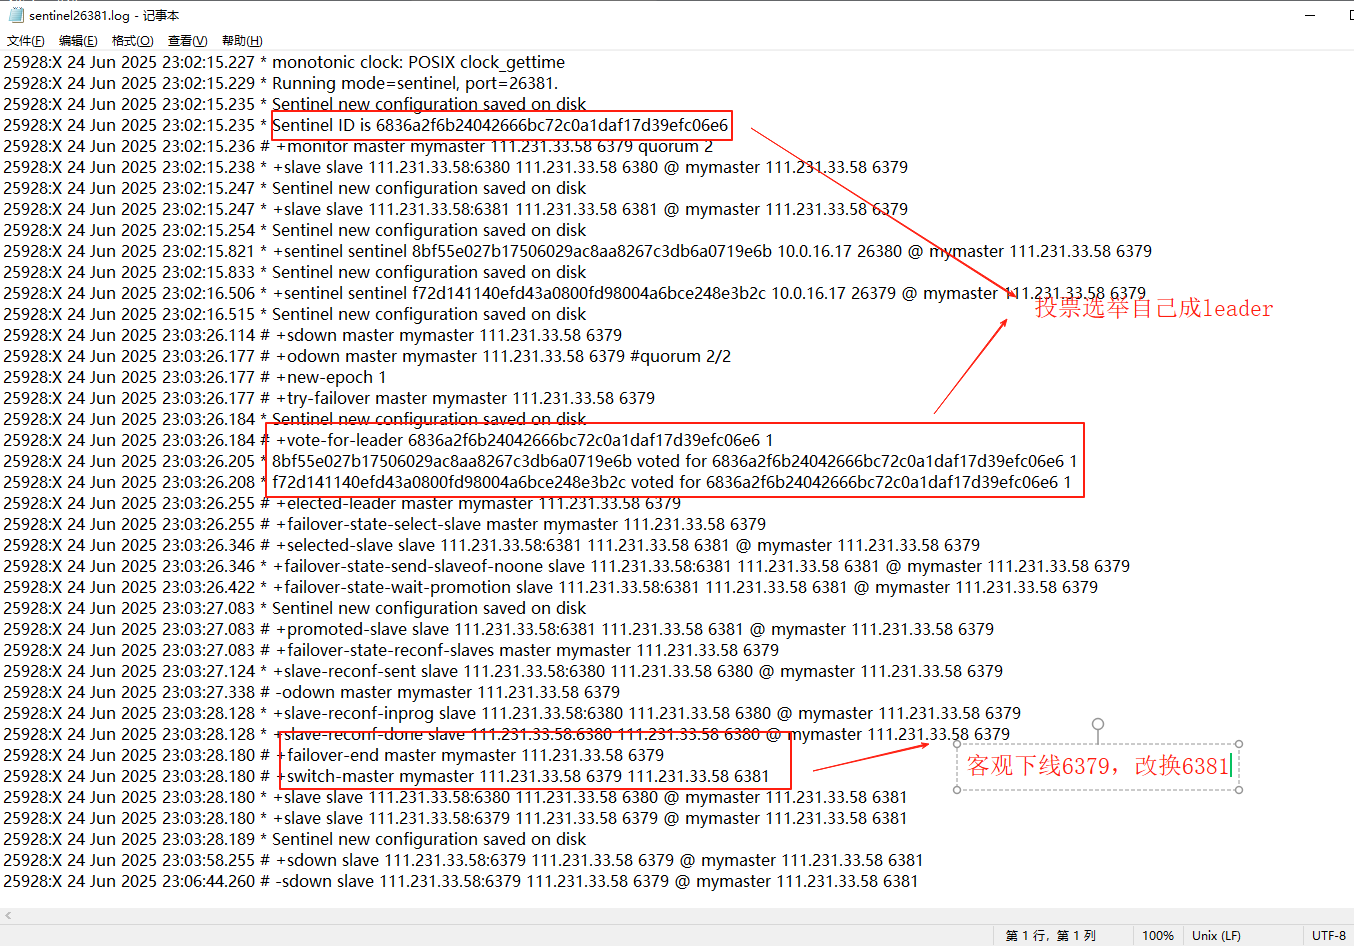 sentinel26381.log - 记事本
文件(F) 编辑(E) 格式(O) 查看(V) 帮助(H)
25928:X 24 Jun 2025 23:02:15.227 * monotonic clock: POSIX clock_gettime
25928:X 24 Jun 2025 23:02:15.229 * Running mode=sentinel, port=26381.
25928:X 24 Jun 2025 23:02:15.235 * Sentinel new configuration saved on disk
25928:X 24 Jun 2025 23:02:15.235 * Sentinel ID is 6836a2f6b24042666bc72c0a1daf17d39efc06e6
25928:X 24 Jun 2025 23:02:15.236 # +monitor master mymaster 111.231.33.58 6379 quorum 2
25928:X 24 Jun 2025 23:02:15.238 * +slave slave 111.231.33.58:6380 111.231.33.58 6380 @ mymaster 111.231.33.58 6379
25928:X 24 Jun 2025 23:02:15.247 * Sentinel new configuration saved on disk
25928:X 24 Jun 2025 23:02:15.247 * +slave slave 111.231.33.58:6381 111.231.33.58 6381 @ mymaster 111.231.33.58 6379
25928:X 24 Jun 2025 23:02:15.254 * Sentinel new configuration saved on disk
25928:X 24 Jun 2025 23:02:15.821 * +sentinel sentinel 8bf55e027b17506029ac8aa8267c3db6a0719e6b 10.0.16.17 26380 @ mymaster 111.231.33.58 6379
25928:X 24 Jun 2025 23:02:15.833 * Sentinel new configuration saved on disk
25928:X 24 Jun 2025 23:02:16.506 * +sentinel sentinel f72d141140efd43a0800fd98004a6bce248e3b2c 10.0.16.17 26379 @ mymaster 111.231.33.58 6379
25928:X 24 Jun 2025 23:02:16.515 * Sentinel new configuration saved on disk
投票选举自己成leader
25928:X 24 Jun 2025 23:03:26.114 # +sdown master mymaster 111.231.33.58 6379
25928:X 24 Jun 2025 23:03:26.177 # +odown master mymaster 111.231.33.58 6379 #quorum 2/2
25928:X 24 Jun 2025 23:03:26.177 # +new-epoch 1
25928:X 24 Jun 2025 23:03:26.177 # +try-failover master mymaster 111.231.33.58 6379
25928:X 24 Jun 2025 23:03:26.184 * Sentinel new configuration saved on disk
25928:X 24 Jun 2025 23:03:26.184 # +vote-for-leader 6836a2f6b24042666bc72c0a1daf17d39efc06e6 1
25928:X 24 Jun 2025 23:03:26.205 * 8bf55e027b17506029ac8aa8267c3db6a0719e6b voted for 6836a2f6b24042666bc72c0a1daf17d39efc06e6 1
25928:X 24 Jun 2025 23:03:26.208 * f72d141140efd43a0800fd98004a6bce248e3b2c voted for 6836a2f6b24042666bc72c0a1daf17d39efc06e6 1
25928:X 24 Jun 2025 23:03:26.255 # +elected-leader master mymaster 111.231.33.58 6379
25928:X 24 Jun 2025 23:03:26.255 # +failover-state-select-slave master mymaster 111.231.33.58 6379
25928:X 24 Jun 2025 23:03:26.346 # +selected-slave slave 111.231.33.58:6381 111.231.33.58 6381 @ mymaster 111.231.33.58 6379
25928:X 24 Jun 2025 23:03:26.346 * +failover-state-send-slaveof-noone slave 111.231.33.58:6381 111.231.33.58 6381 @ mymaster 111.231.33.58 6379
25928:X 24 Jun 2025 23:03:26.422 * +failover-state-wait-promotion slave 111.231.33.58:6381 111.231.33.58 6381 @ mymaster 111.231.33.58 6379
25928:X 24 Jun 2025 23:03:27.083 * Sentinel new configuration saved on disk
25928:X 24 Jun 2025 23:03:27.083 # +promoted-slave slave 111.231.33.58:6381 111.231.33.58 6381 @ mymaster 111.231.33.58 6379
25928:X 24 Jun 2025 23:03:27.083 # +failover-state-reconf-slaves master mymaster 111.231.33.58 6379
25928:X 24 Jun 2025 23:03:27.124 * +slave-reconf-sent slave 111.231.33.58:6380 111.231.33.58 6380 @ mymaster 111.231.33.58 6379
25928:X 24 Jun 2025 23:03:27.338 # -odown master mymaster 111.231.33.58 6379
25928:X 24 Jun 2025 23:03:28.128 * +slave-reconf-inprog slave 111.231.33.58:6380 111.231.33.58 6380 @ mymaster 111.231.33.58 6379
25928:X 24 Jun 2025 23:03:28.128 * +slave-reconf-done slave 111.231.33.58:6380 111.231.33.58 6380 @ mymaster 111.231.33.58 6379
25928:X 24 Jun 2025 23:03:28.180 # +failover-end master mymaster 111.231.33.58 6379
25928:X 24 Jun 2025 23:03:28.180 # +switch-master mymaster 111.231.33.58 6379 111.231.33.58 6381
客观下线6379，改换6381
25928:X 24 Jun 2025 23:03:28.180 * +slave slave 111.231.33.58:6380 111.231.33.58 6380 @ mymaster 111.231.33.58 6381
25928:X 24 Jun 2025 23:03:28.180 * +slave slave 111.231.33.58:6379 111.231.33.58 6379 @ mymaster 111.231.33.58 6381
25928:X 24 Jun 2025 23:03:28.189 * Sentinel new configuration saved on disk
25928:X 24 Jun 2025 23:03:58.255 # +sdown slave 111.231.33.58:6379 111.231.33.58 6379 @ mymaster 111.231.33.58 6381
25928:X 24 Jun 2025 23:06:44.260 # -sdown slave 111.231.33.58:6379 111.231.33.58 6379 @ mymaster 111.231.33.58 6381
第 1 行，第 1 列 100% Unix (LF) UTF-8